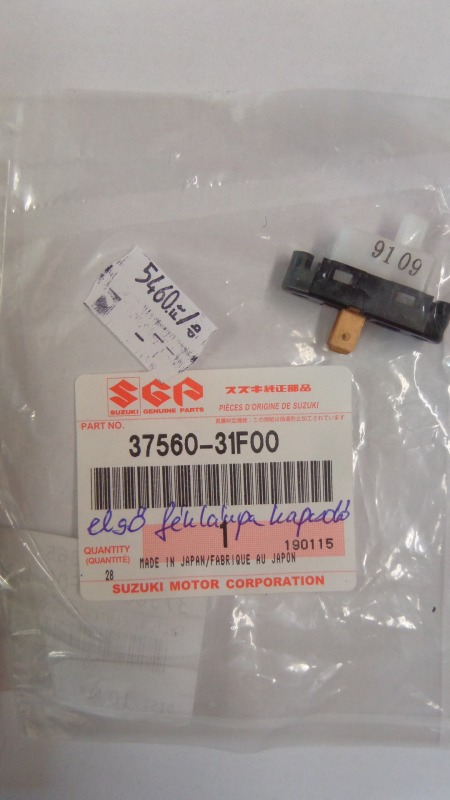 9109
5460.-
SGP
スズキ純正部品
SUZUKI
GENUINE PARTS
PIÈCES D'ORIGINE DE SUZUKI
PART NO.
37560-31F00
első féklámpa kapcsoló
QUANTITY
(QUANTITÉ)
1
190115
28
MADE IN JAPAN/FABRIQUE AU JAPON
SUZUKI MOTOR CORPORATION